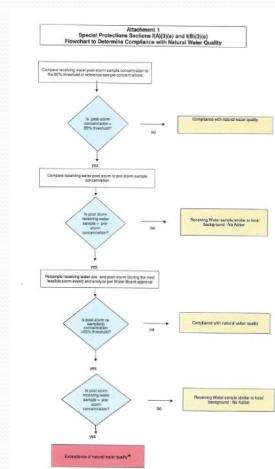 Attachment 1
Special Protections Sections I(A)(3)(e) and I(B)(3)(e)
Flowchart to Determine Compliance with Natural Water Quality
Compare receiving water post-storm sample concentration to
the 85% threshold of reference sample concentrations
Is post-storm
concentration >
85% threshold?
no
Compliance with natural water quality
yes
Compare receiving water post to pre-storm sample
concentration
Is post-storm
receiving water
sample > pre-
storm
concentration?
no
Receiving Water sample similar to local
background - No Action
yes
Resample receiving water pre- and post-storm (during the next
feasible storm event) and analyze per Water Board approval
Is post-storm re-
sample(s)
concentration
>85% threshold?
no
Compliance with natural water quality
yes
Is post-storm
receiving water
sample > pre-
storm
concentration?
no
Receiving Water sample similar to local
background - No Action
yes
Exceedance of natural water quality